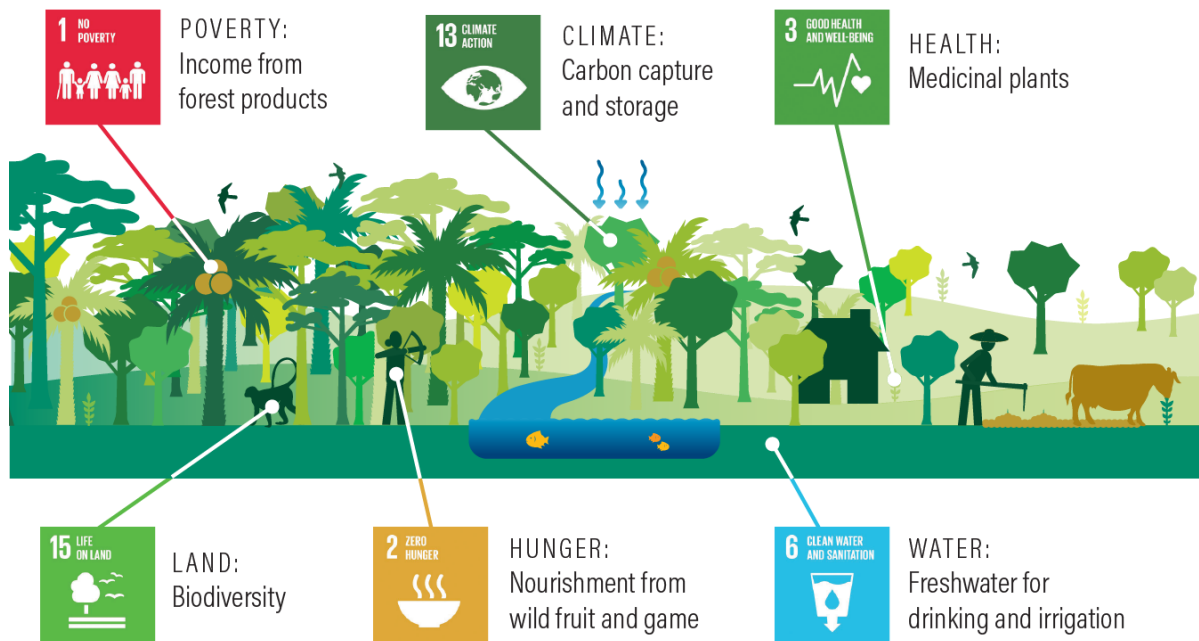 1 NO
POVERTY
POVERTY:
Income from
forest products
13 CLIMATE
ACTION
CLIMATE:
Carbon capture
and storage
3 GOOD HEALTH
AND WELL-BEING
HEALTH:
Medicinal plants
15 LIFE
ON LAND
LAND:
Biodiversity
2 ZERO
HUNGER
HUNGER:
Nourishment from
wild fruit and game
6 CLEAN WATER
AND SANITATION
WATER:
Freshwater for
drinking and irrigation